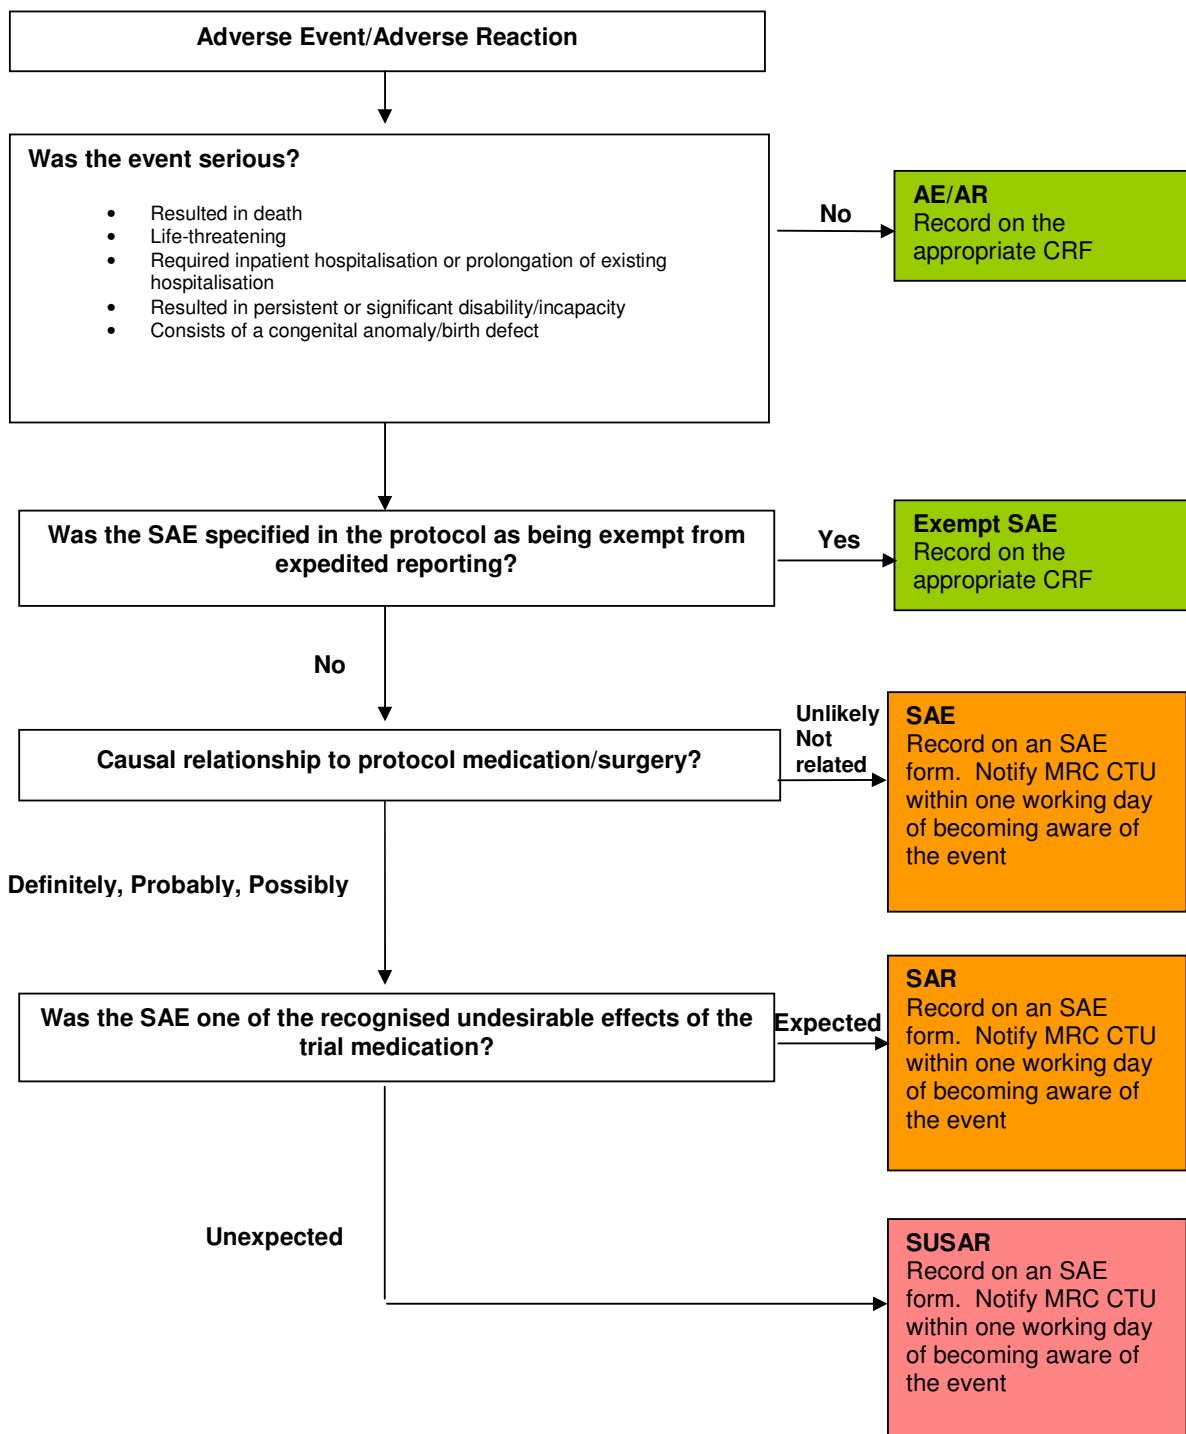 Adverse Event/Adverse Reaction
Was the event serious?
• Resulted in death
• Life-threatening
• Required inpatient hospitalisation or prolongation of existing
hospitalisation
• Resulted in persistent or significant disability/incapacity
• Consists of a congenital anomaly/birth defect
No
AE/AR
Record on the
appropriate CRF
Was the SAE specified in the protocol as being exempt from
expedited reporting?
Yes
Exempt SAE
Record on the
appropriate CRF
No
Causal relationship to protocol medication/surgery?
Unlikely
Not
related
SAE
Record on an SAE
form.  Notify MRC CTU
within one working day
of becoming aware of
the event
Definitely, Probably, Possibly
Was the SAE one of the recognised undesirable effects of the
trial medication?
Expected
SAR
Record on an SAE
form.  Notify MRC CTU
within one working day
of becoming aware of
the event
Unexpected
SUSAR
Record on an SAE
form.  Notify MRC CTU
within one working day
of becoming aware of
the event